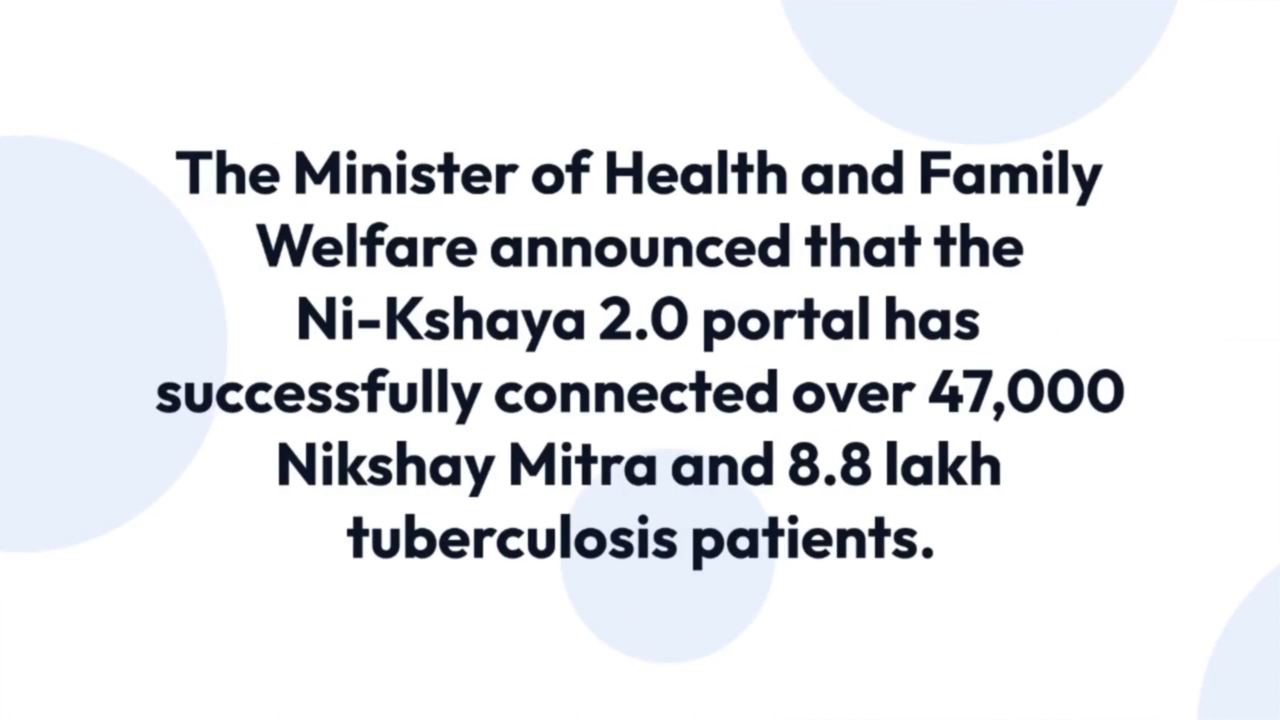 The Minister of Health and Family
Welfare announced that the
Ni-Kshaya 2.0 portal has
successfully connected over 47,000
Nikshay Mitra and 8.8 lakh
tuberculosis patients.